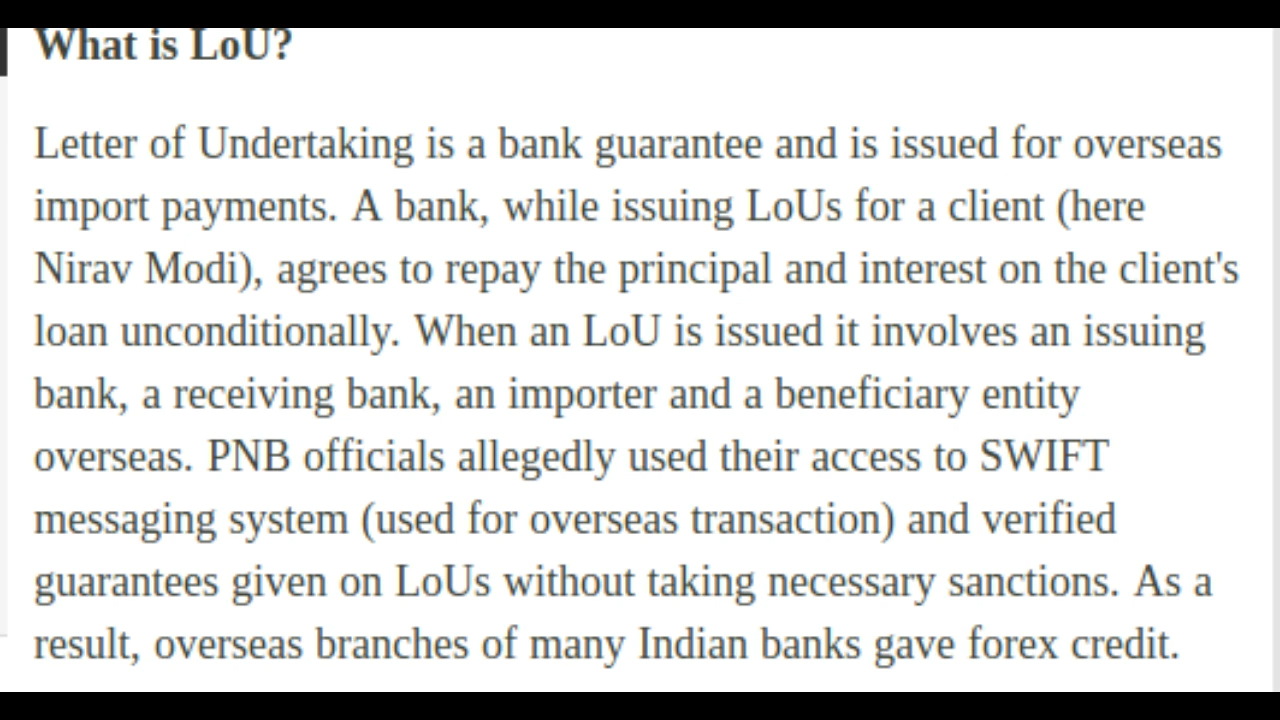 What is LoU?
Letter of Undertaking is a bank guarantee and is issued for overseas
import payments. A bank, while issuing LoUs for a client (here
Nirav Modi), agrees to repay the principal and interest on the client's
loan unconditionally. When an LoU is issued it involves an issuing
bank, a receiving bank, an importer and a beneficiary entity
overseas. PNB officials allegedly used their access to SWIFT
messaging system (used for overseas transaction) and verified
guarantees given on LoUs without taking necessary sanctions. As a
result, overseas branches of many Indian banks gave forex credit.